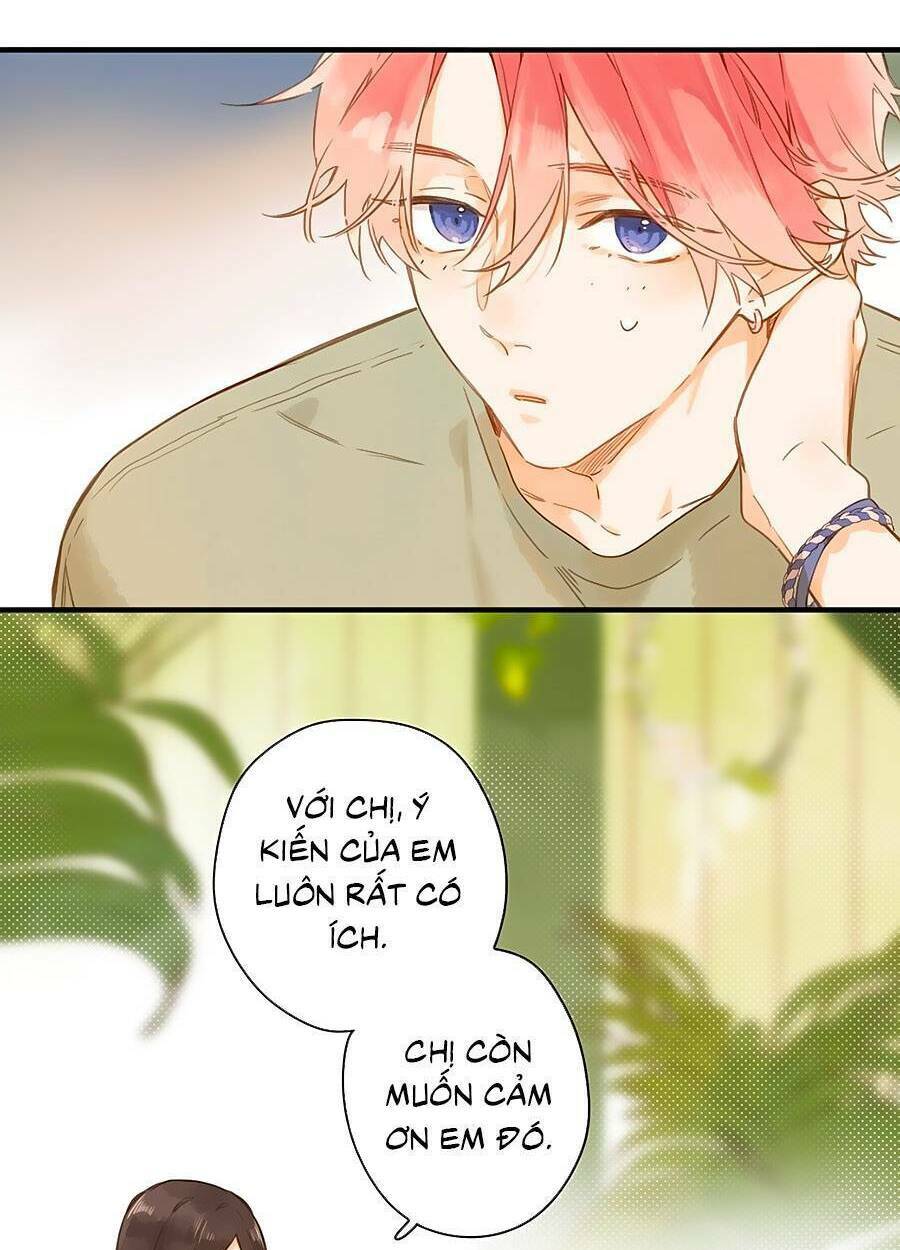 VỚI CHỊ, Ý
KIẾN CỦA EM
LUÔN RẤT CÓ
ÍCH.
CHỊ CÒN
MUỐN CẢM
ƠN EM ĐÓ.